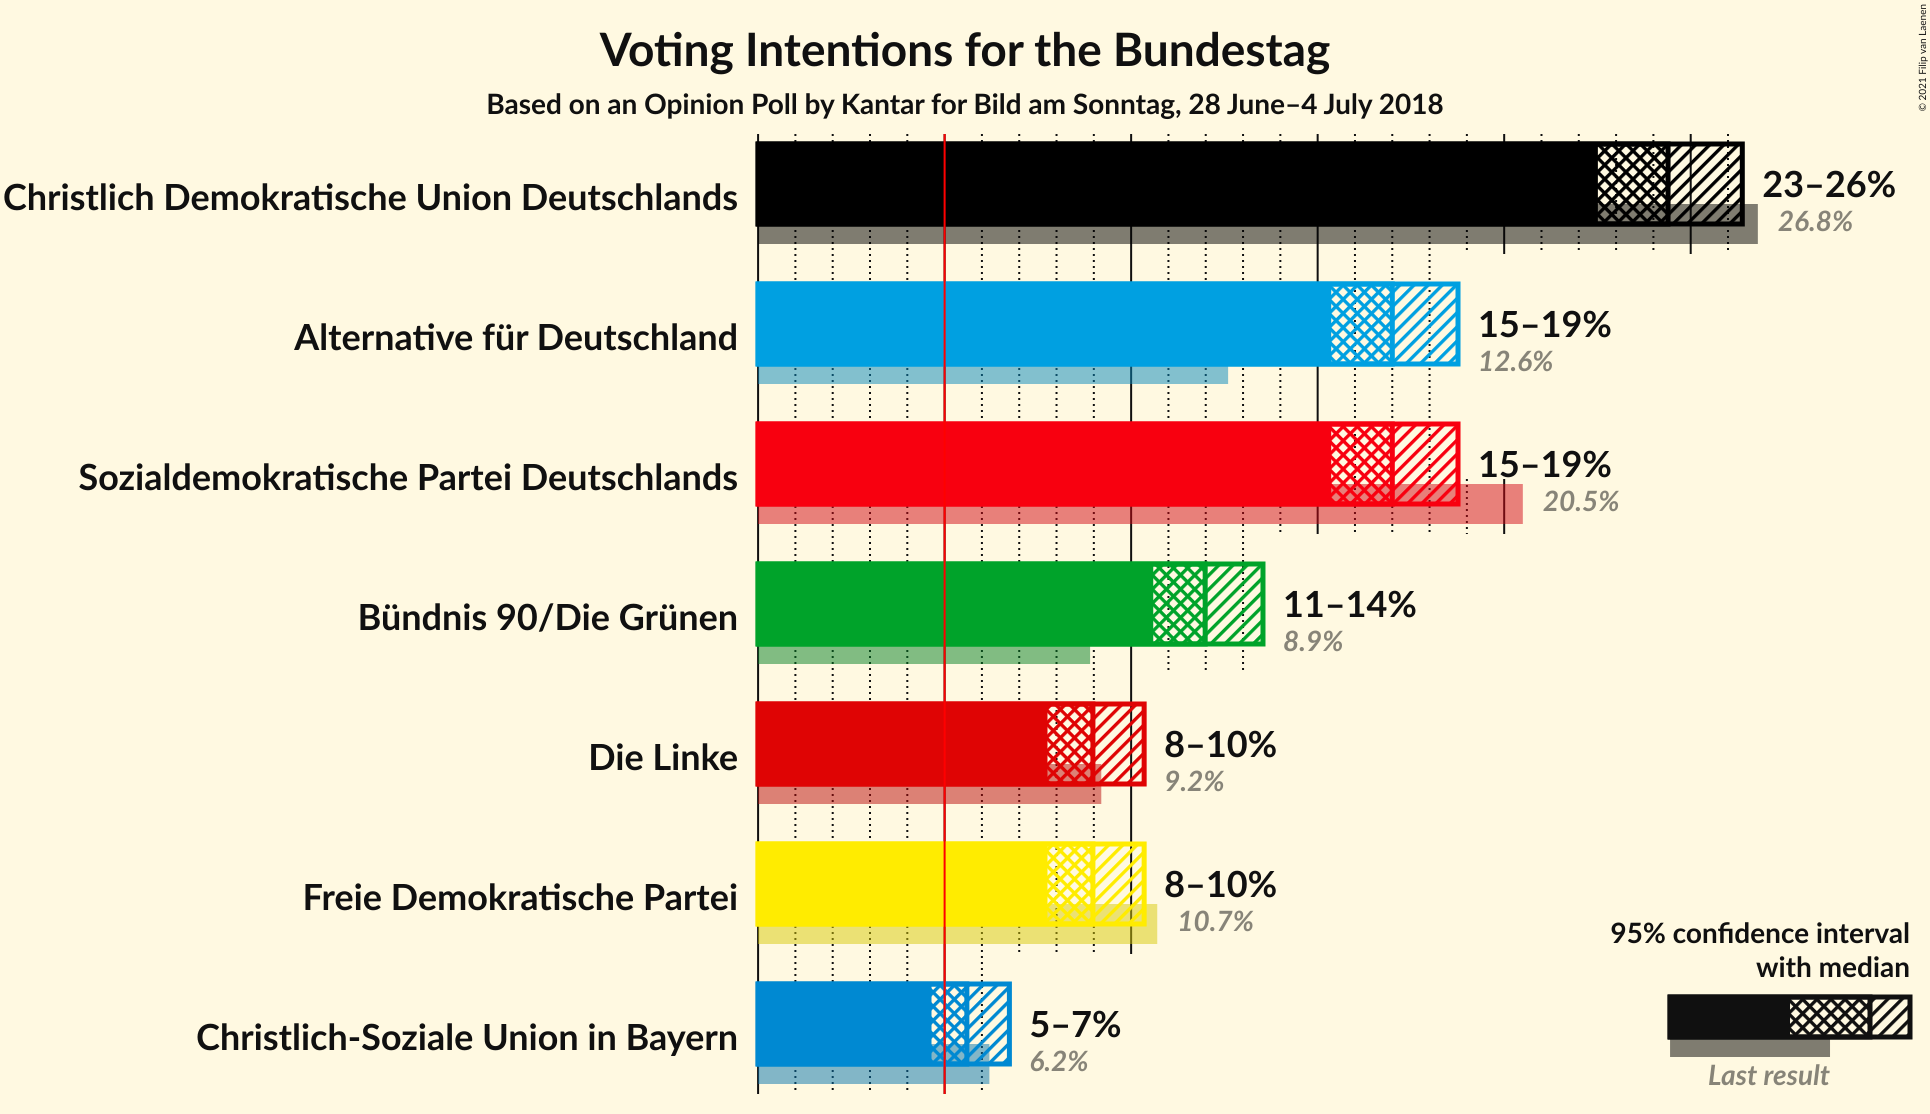 Voting Intentions for the Bundestag
Based on an Opinion Poll by Kantar for Bild am Sonntag, 28 June–4 July 2018
© 2021 Filip van Laenen
Christlich Demokratische Union Deutschlands
23–26%
26.8%
Alternative für Deutschland
15–19%
12.6%
Sozialdemokratische Partei Deutschlands
15–19%
20.5%
Bündnis 90/Die Grünen
11–14%
8.9%
Die Linke
8–10%
9.2%
Freie Demokratische Partei
8–10%
10.7%
Christlich-Soziale Union in Bayern
5–7%
6.2%
95% confidence interval
with median
Last result